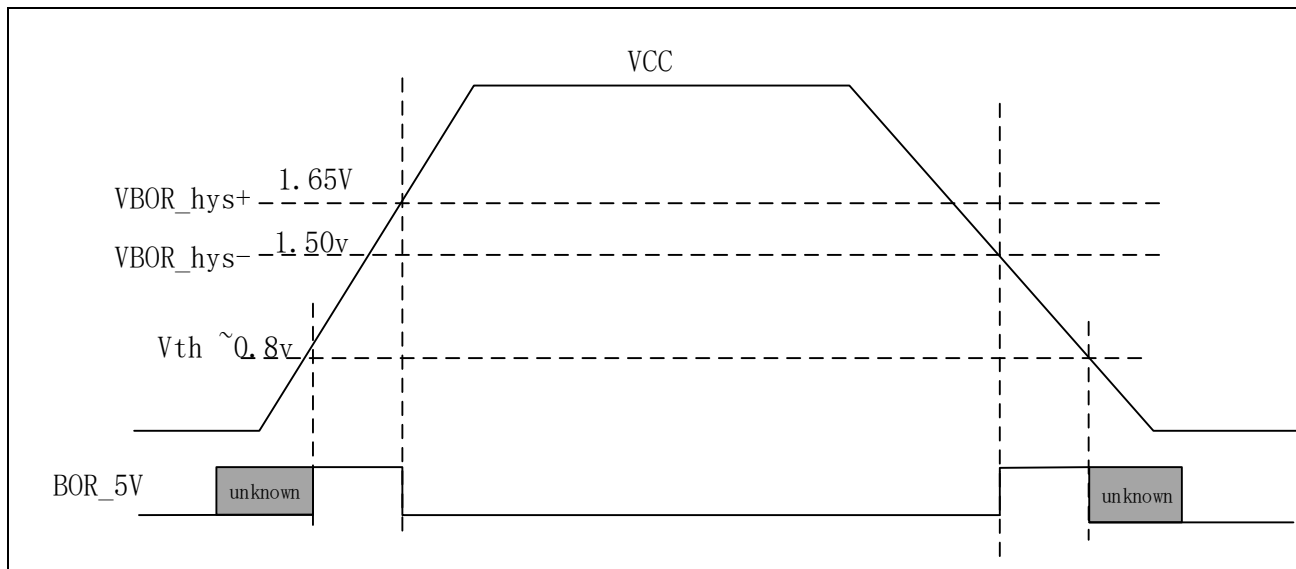 VCC
1.65V
VBOR_hys+
1.50v
VBOR_hys-
Vth ~0.8v
BOR_5V
unknown
unknown